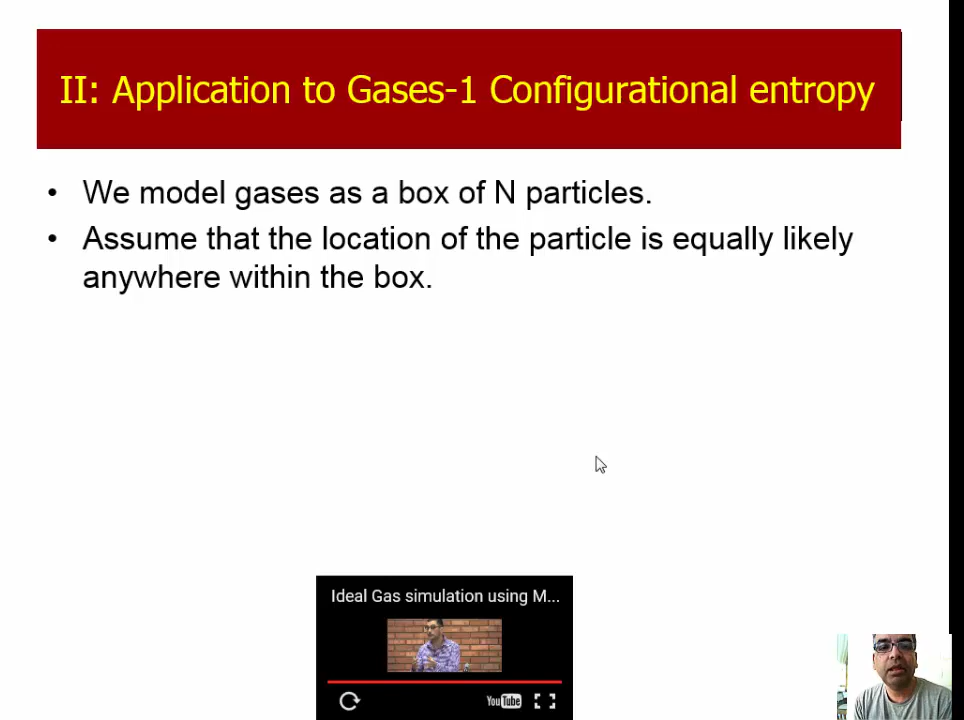 II: Application to Gases-1 Configurational entropy
• We model gases as a box of N particles.
• Assume that the location of the particle is equally likely
anywhere within the box.
Ideal Gas simulation using M...
YouTube